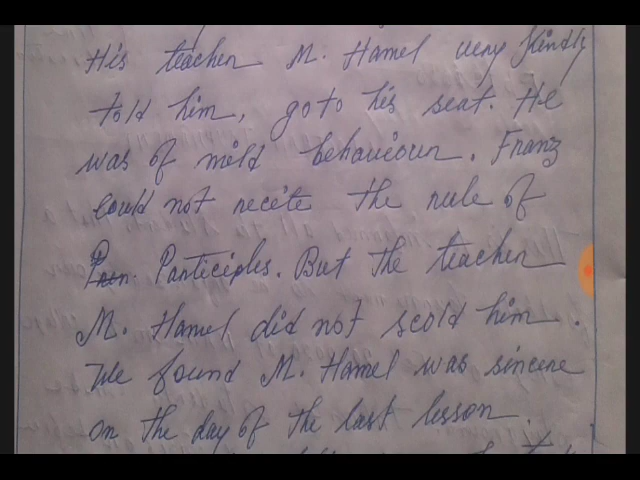 His teacher M. Hamel very kindly
told him, go to his seat. He
was of mild behaviour. Franz
could not recite the rule of
Participles. But the teacher
M. Hamel did not scold him.
We found M. Hamel was sincere
on the day of the last lesson.